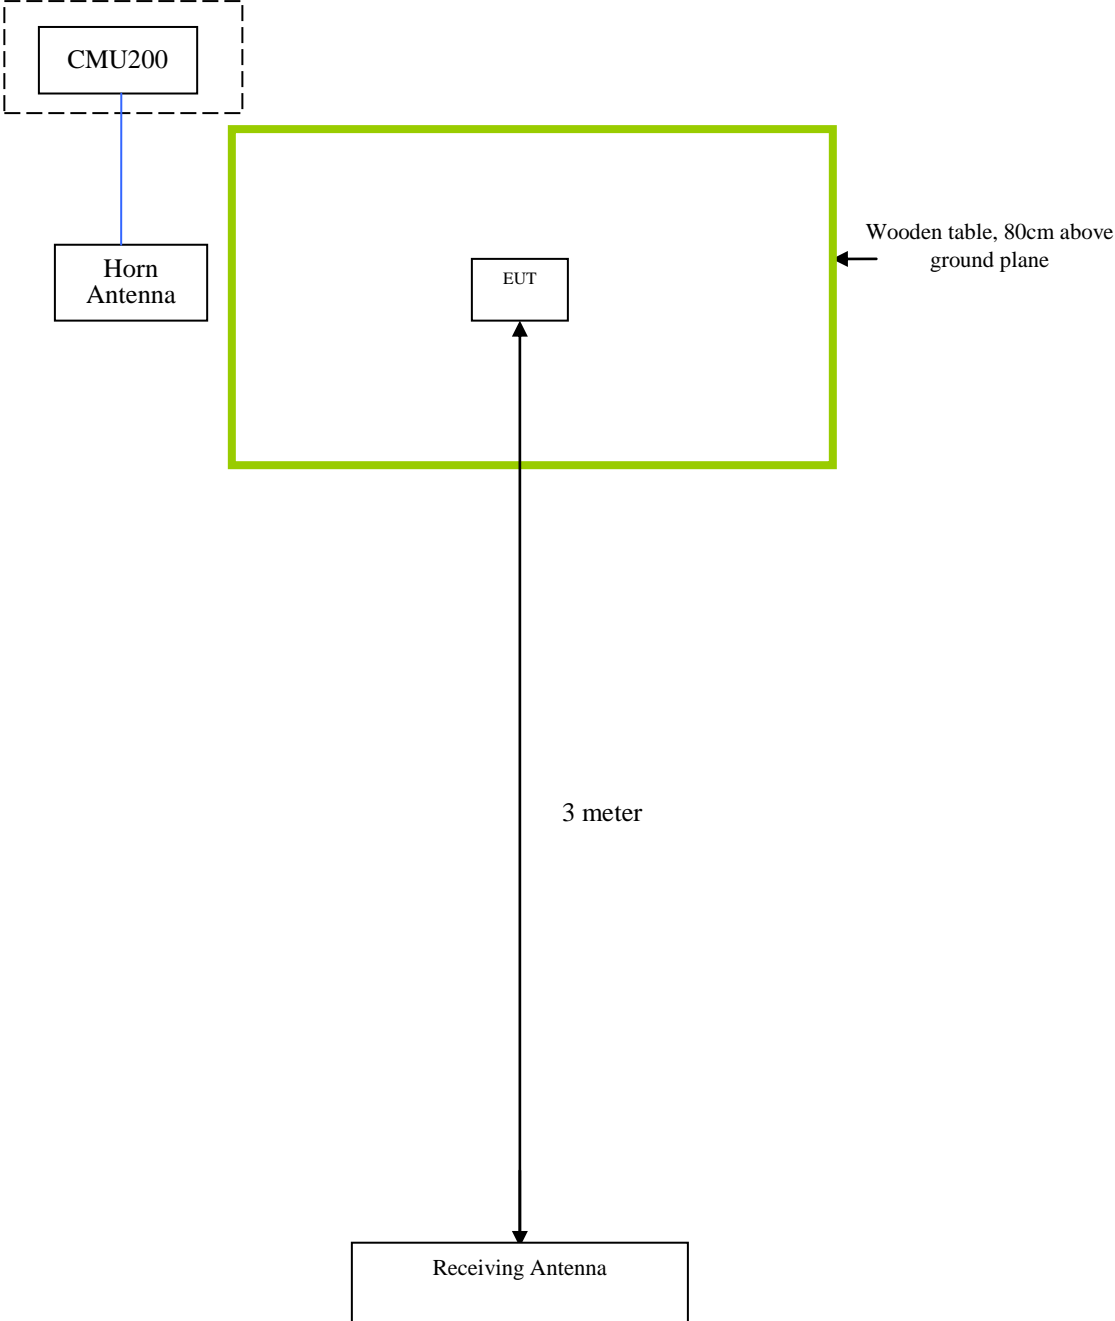 CMU200
Wooden table, 80cm above
ground plane
Horn
Antenna
EUT
3 meter
Receiving Antenna